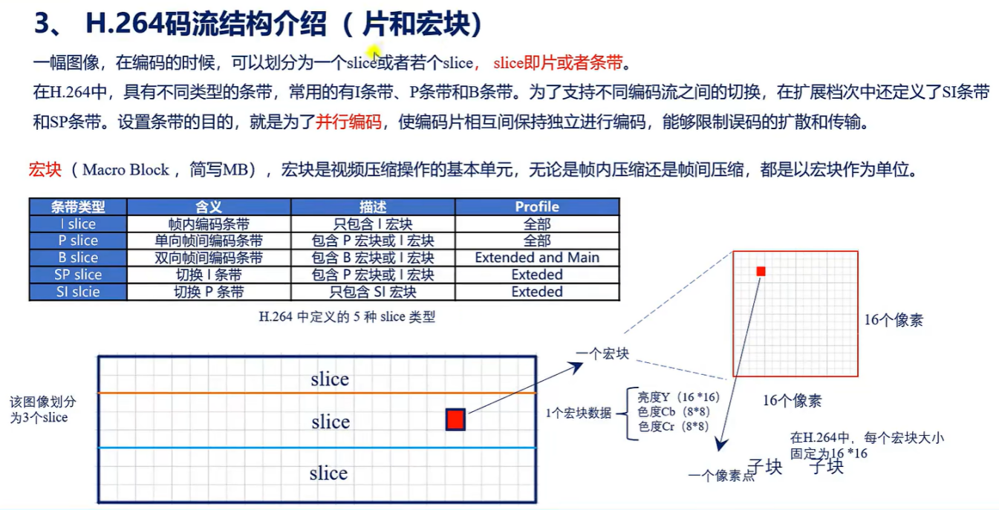 3、 H.264码流结构介绍（ 片和宏块）
一幅图像，在编码的时候，可以划分为一个slice或者若个slice， slice即片或者条带。
在H.264中，具有不同类型的条带，常用的有I条带、P条带和B条带。为了支持不同编码流之间的切换，在扩展档次中还定义了SI条带
和SP条带。设置条带的目的，就是为了并行编码，使编码片相互间保持独立进行编码，能够限制误码的扩散和传输。
宏块（ Macro Block ，简写MB），宏块是视频压缩操作的基本单元，无论是帧内压缩还是帧间压缩，都是以宏块作为单位。
条带类型 含义 描述 Profile
I slice 帧内编码条带 只包含 I 宏块 全部
P slice 单向帧间编码条带 包含 P 宏块或 I 宏块 全部
B slice 双向帧间编码条带 包含 B 宏块或 I 宏块 Extended and Main
SP slice 切换 I 条带 包含 P 宏块或 I 宏块 Exteded
SI slcie 切换 P 条带 只包含 SI 宏块 Exteded
H.264 中定义的 5 种 slice 类型
该图像划分
为3个slice
slice
slice
slice
一个宏块
1个宏块数据
亮度Y（16 *16）
色度Cb（8*8）
色度Cr（8*8）
16个像素
16个像素
在H.264中，每个宏块大小
固定为16 *16
一个像素点
子块
子块